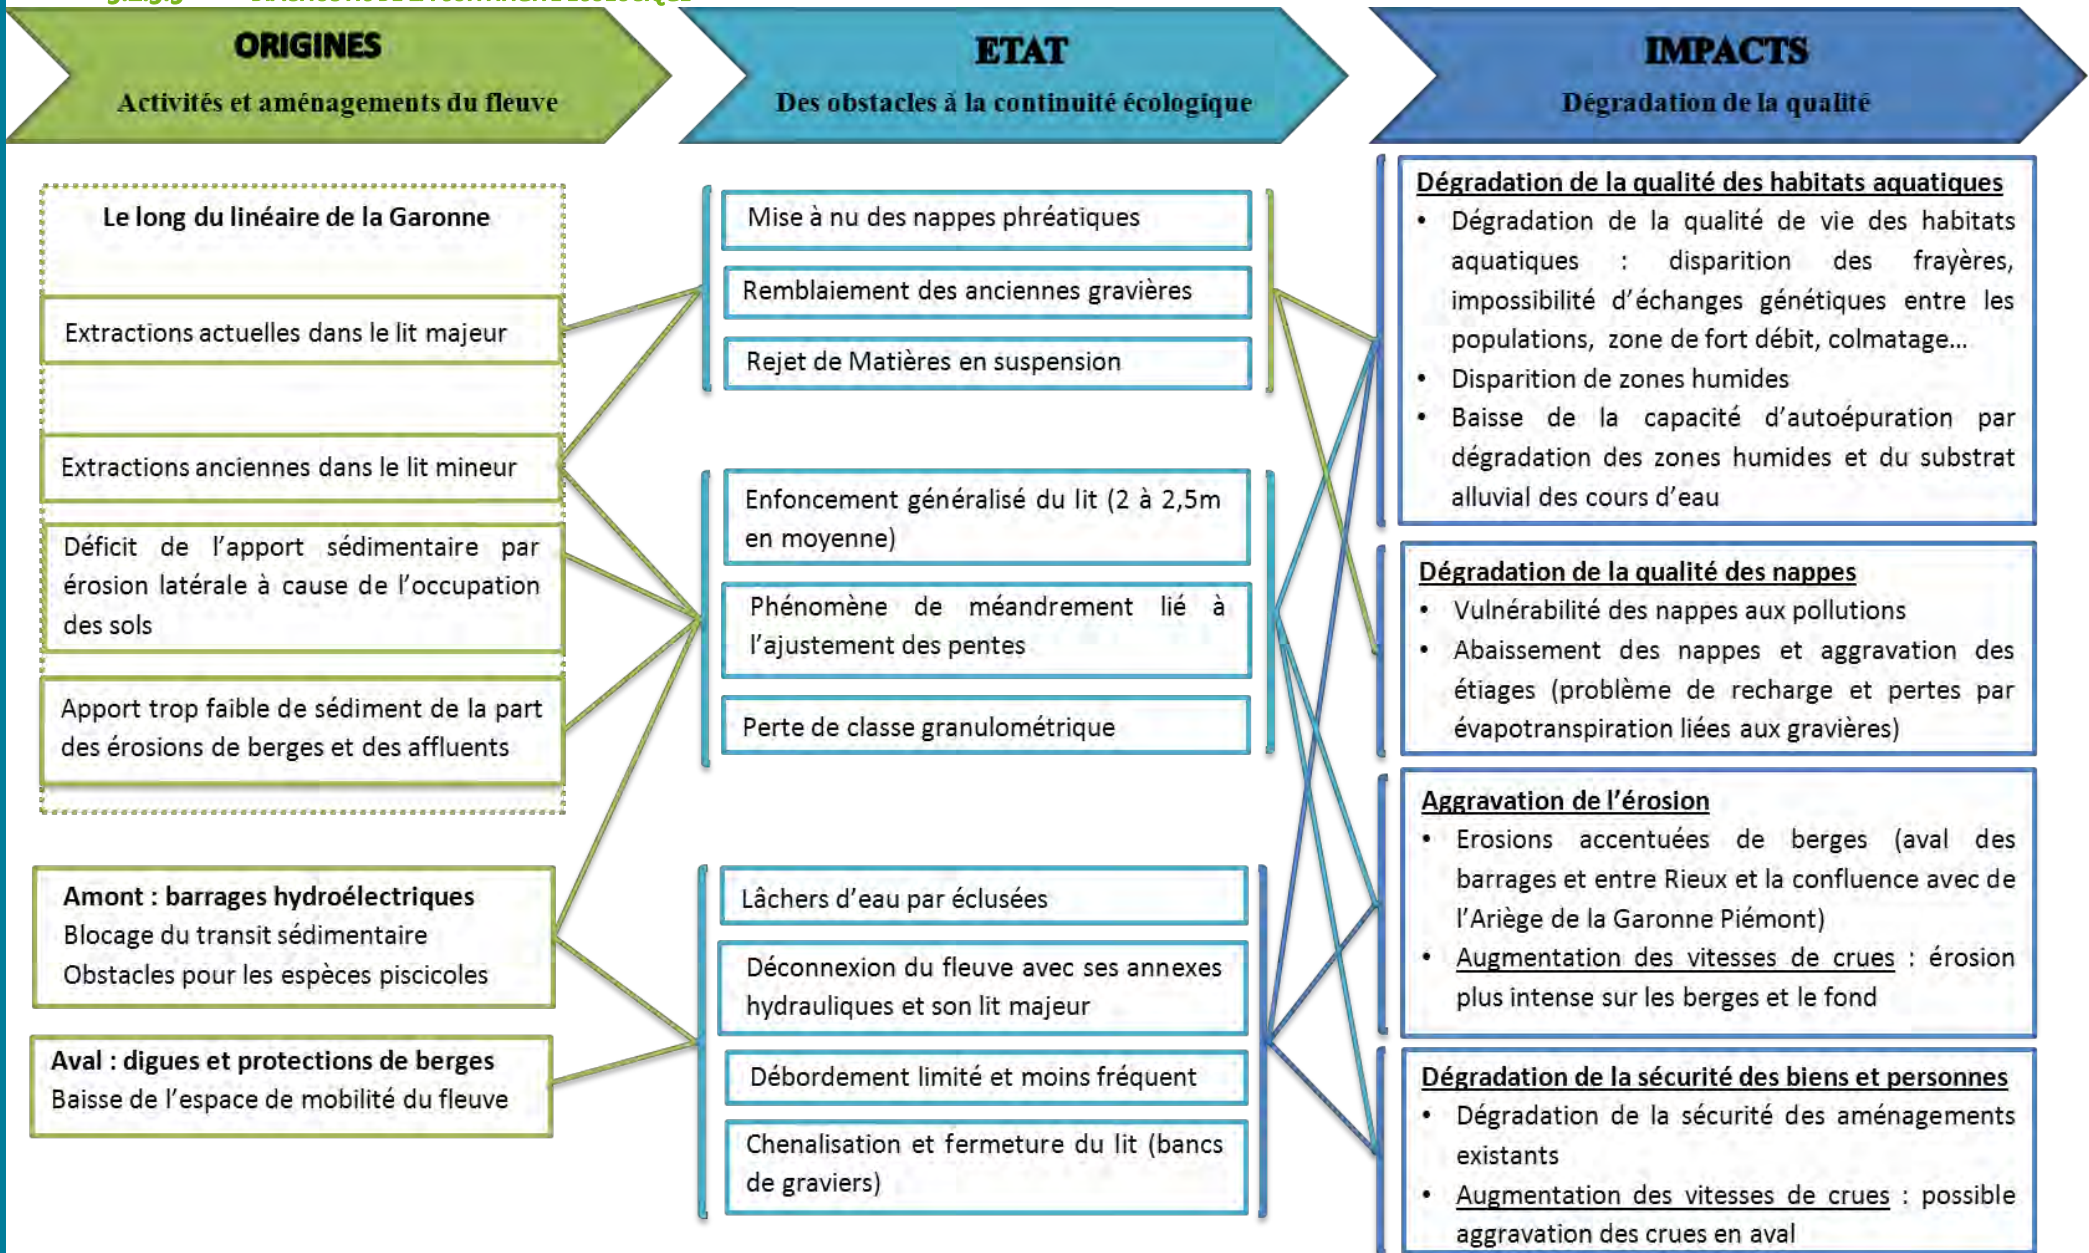 ORIGINES
Activités et aménagements du fleuve
ETAT
Des obstacles à la continuité écologique
IMPACTS
Dégradation de la qualité
Le long du linéaire de la Garonne
Extractions actuelles dans le lit majeur
Extractions anciennes dans le lit mineur
Déficit de l'apport sédimentaire par
érosion latérale à cause de l'occupation
des sols
Apport trop faible de sédiment de la part
des érosions de berges et des affluents
Amont : barrages hydroélectriques
Blocage du transit sédimentaire
Obstacles pour les espèces piscicoles
Aval : digues et protections de berges
Baisse de l'espace de mobilité du fleuve
Mise à nu des nappes phréatiques
Remblaiement des anciennes gravières
Rejet de Matières en suspension
Enfoncement généralisé du lit (2 à 2,5m
en moyenne)
Phénomène de méandrement lié à
l'ajustement des pentes
Perte de classe granulométrique
Lâchers d'eau par éclusées
Déconnexion du fleuve avec ses annexes
hydrauliques et son lit majeur
Débordement limité et moins fréquent
Chenalisation et fermeture du lit (bancs
de graviers)
Dégradation de la qualité des habitats aquatiques
• Dégradation de la qualité de vie des habitats
aquatiques : disparition des frayères,
impossibilité d'échanges génétiques entre les
populations, zone de fort débit, colmatage...
• Disparition de zones humides
• Baisse de la capacité d'autoépuration par
dégradation des zones humides et du substrat
alluvial des cours d'eau
Dégradation de la qualité des nappes
• Vulnérabilité des nappes aux pollutions
• Abaissement des nappes et aggravation des
étiages (problème de recharge et pertes par
évapotranspiration liées aux gravières)
Aggravation de l'érosion
• Erosions accentuées de berges (aval des
barrages et entre Rieux et la confluence avec de
l'Ariège de la Garonne Piémont)
• Augmentation des vitesses de crues : érosion
plus intense sur les berges et le fond
Dégradation de la sécurité des biens et personnes
• Dégradation de la sécurité des aménagements
existants
• Augmentation des vitesses de crues : possible
aggravation des crues en aval